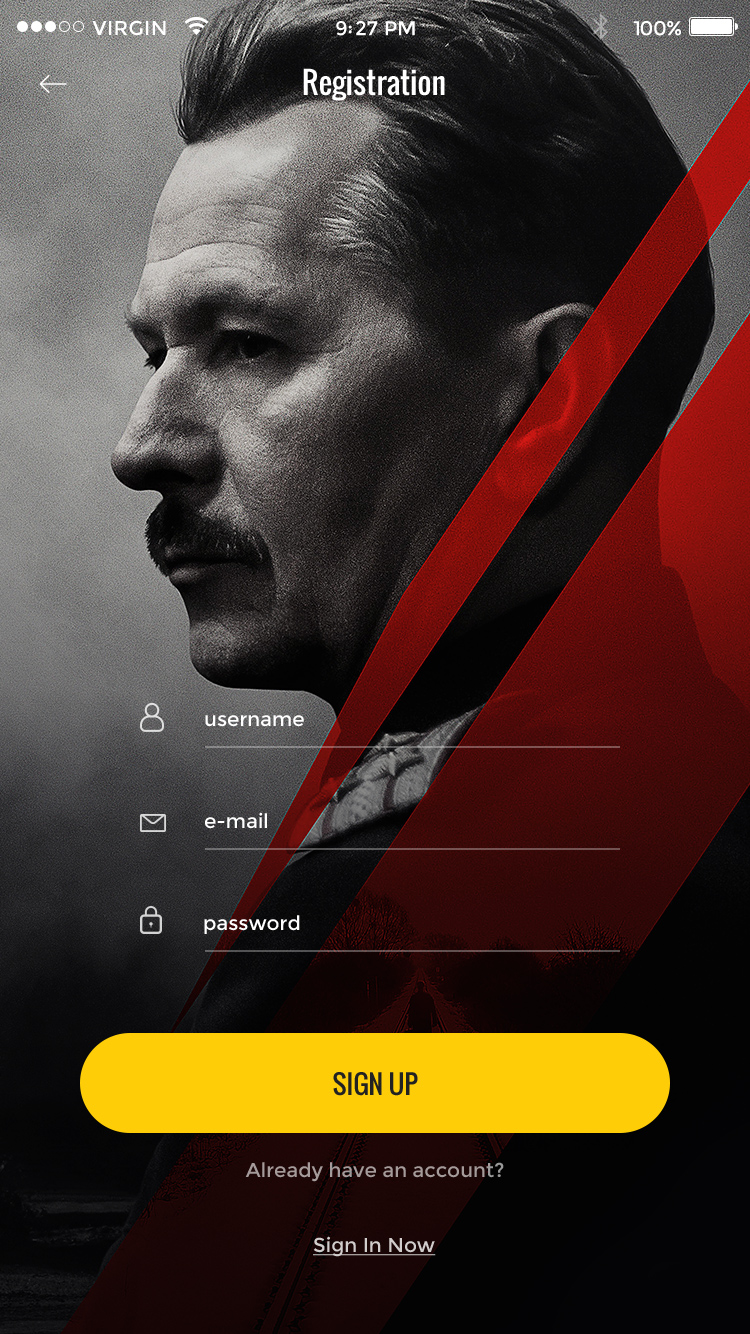 VIRGIN 9:27 PM 100%
Registration
username
e-mail
password
SIGN UP
Already have an account?
Sign In Now